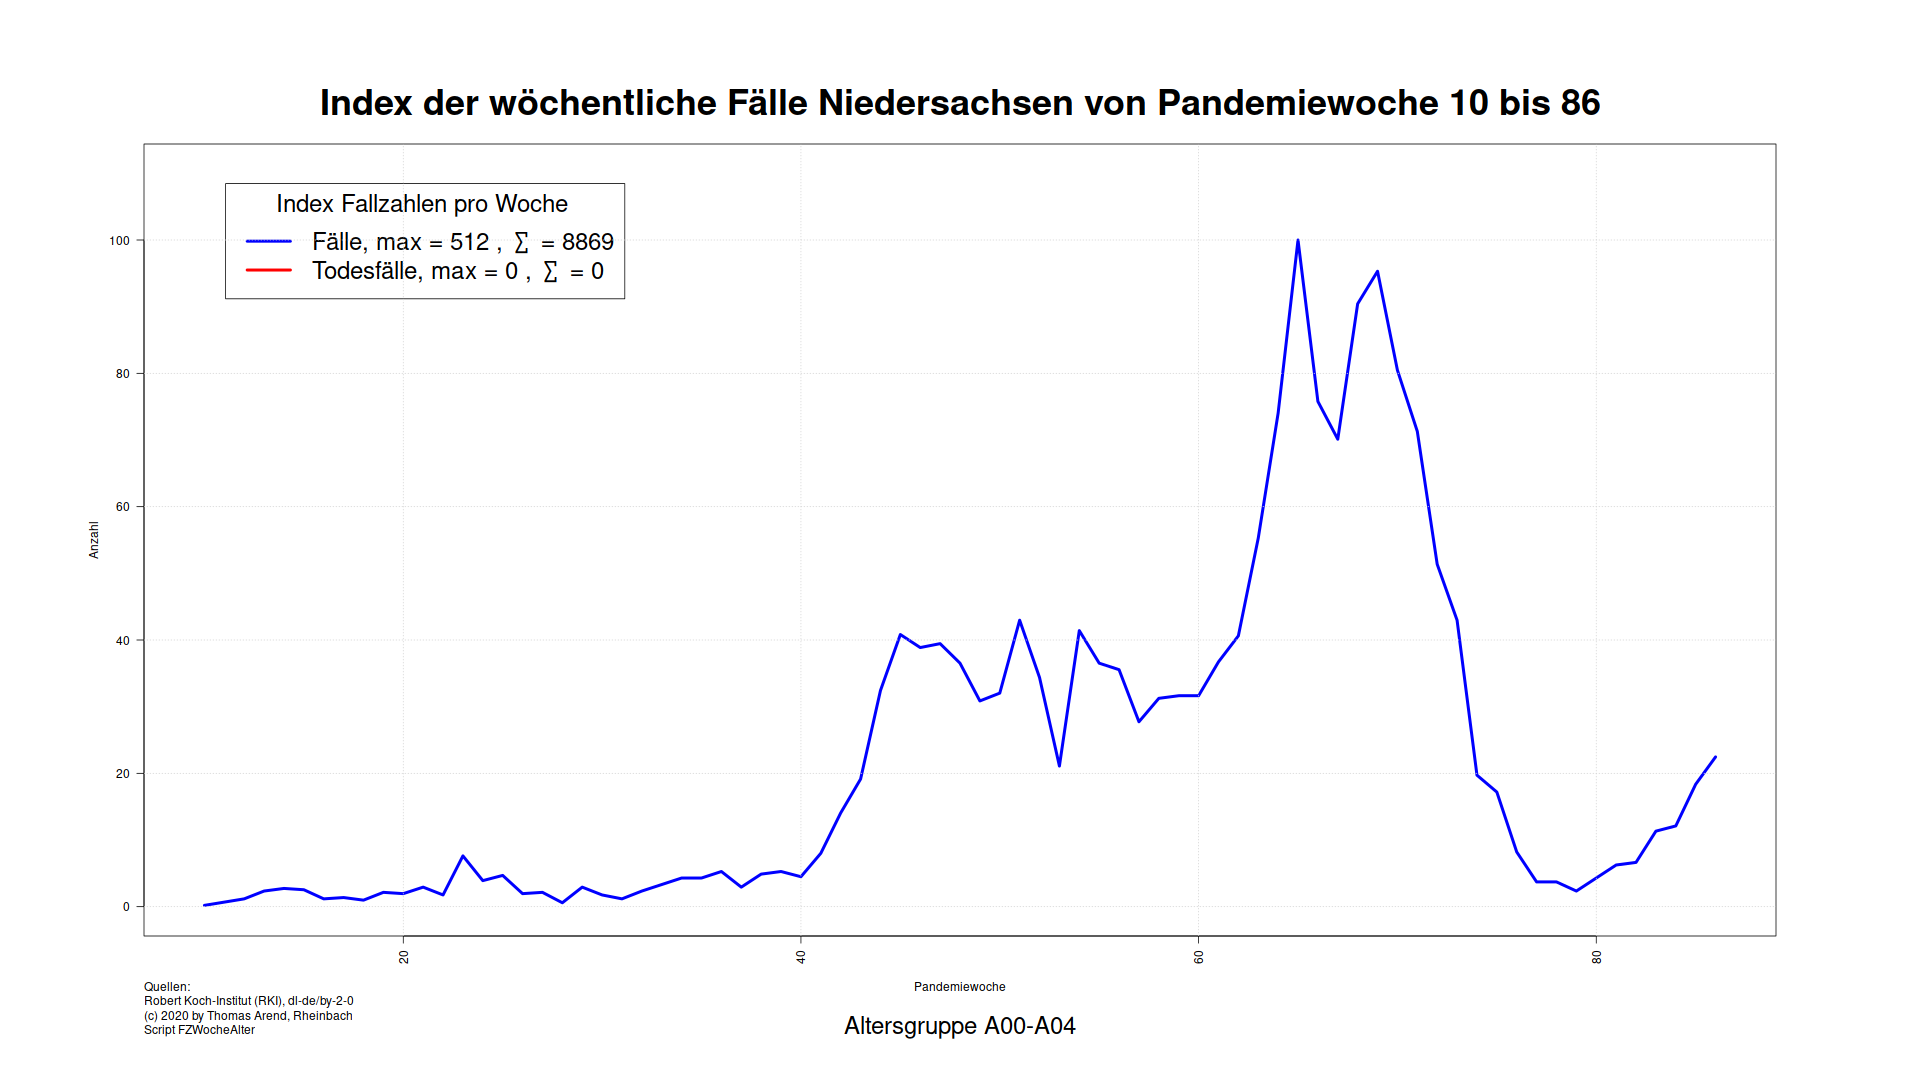 Index der wöchentliche Fälle Niedersachsen von Pandemiewoche 10 bis 86
Index Fallzahlen pro Woche
Fälle, max = 512 , ∑ = 8869
Todesfälle, max = 0 , ∑ = 0
100
80
60
40
20
0
Anzahl
20
40
60
80
Pandemiewoche
Quellen:
Robert Koch-Institut (RKI), dl-de/by-2-0
(c) 2020 by Thomas Arend, Rheinbach
Script FZWocheAlter
Altersgruppe A00-A04